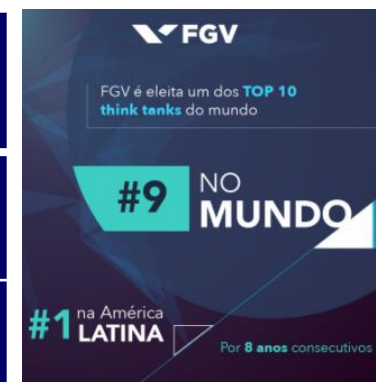 FGV
FGV é eleita um dos TOP 10
think tanks do mundo
#9 NO
MUNDO
#1 na América
LATINA
Por 8 anos consecutivos